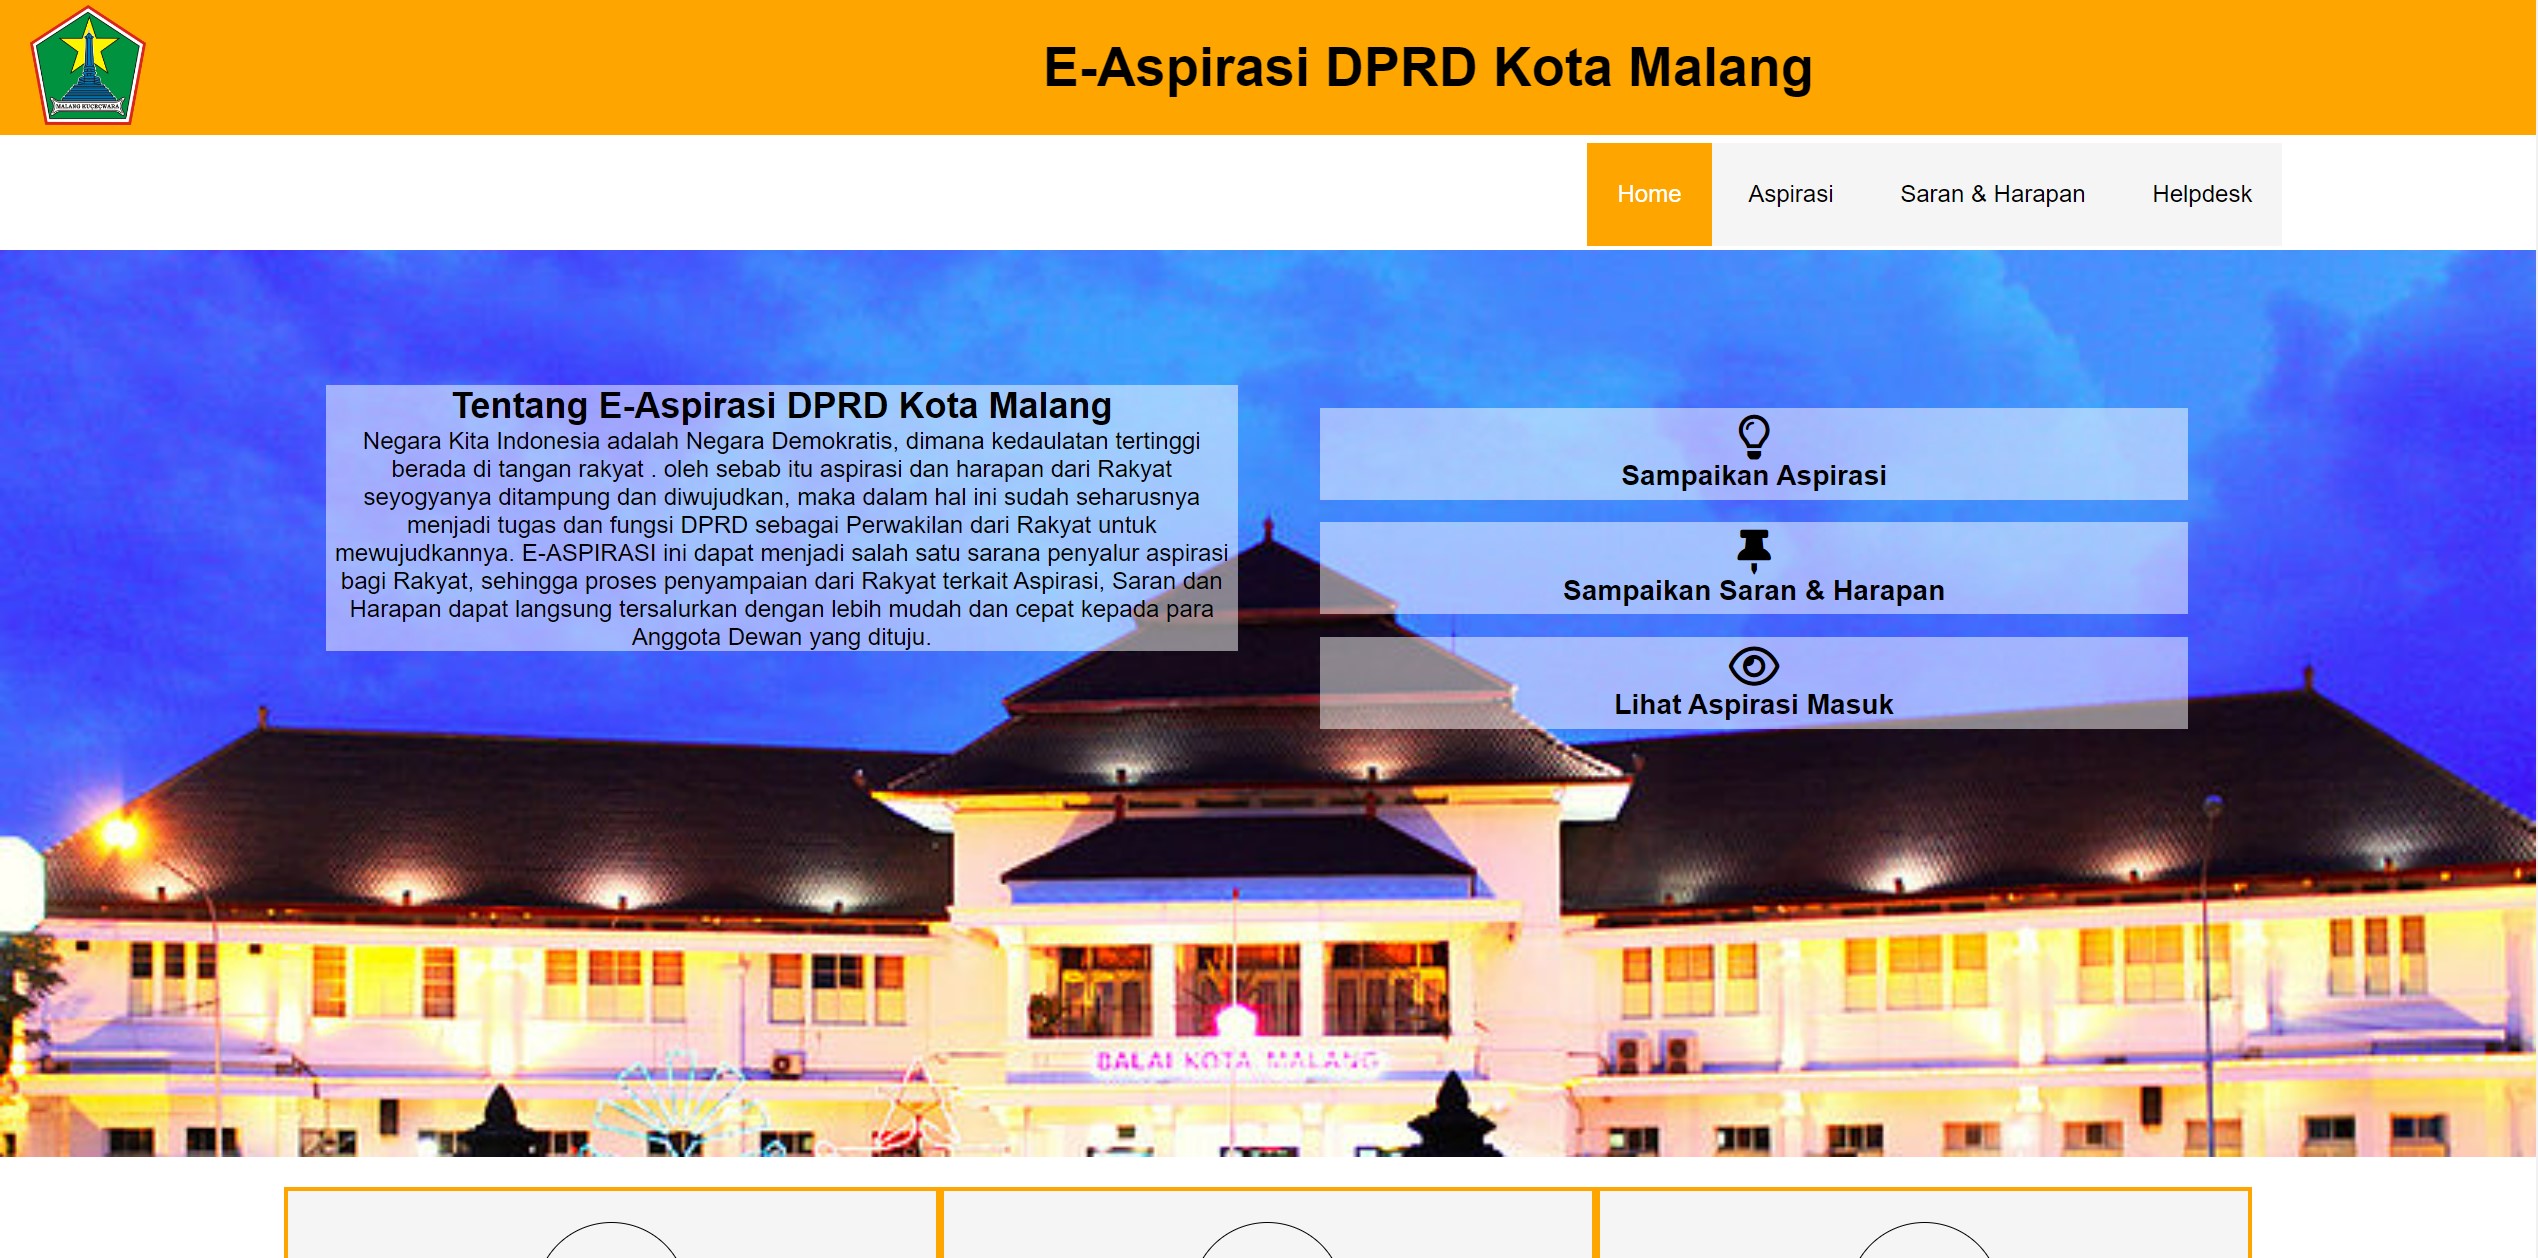 MALANG KUCECWARA
E-Aspirasi DPRD Kota Malang
Home
Aspirasi
Saran & Harapan
Helpdesk
Tentang E-Aspirasi DPRD Kota Malang
Negara Kita Indonesia adalah Negara Demokratis, dimana kedaulatan tertinggi
berada di tangan rakyat . oleh sebab itu aspirasi dan harapan dari Rakyat
seyogyanya ditampung dan diwujudkan, maka dalam hal ini sudah seharusnya
menjadi tugas dan fungsi DPRD sebagai Perwakilan dari Rakyat untuk
mewujudkannya. E-ASPIRASI ini dapat menjadi salah satu sarana penyalur aspirasi
bagi Rakyat, sehingga proses penyampaian dari Rakyat terkait Aspirasi, Saran dan
Harapan dapat langsung tersalurkan dengan lebih mudah dan cepat kepada para
Anggota Dewan yang dituju.
Sampaikan Aspirasi
Sampaikan Saran & Harapan
Lihat Aspirasi Masuk
BALAI KOTA MALANG